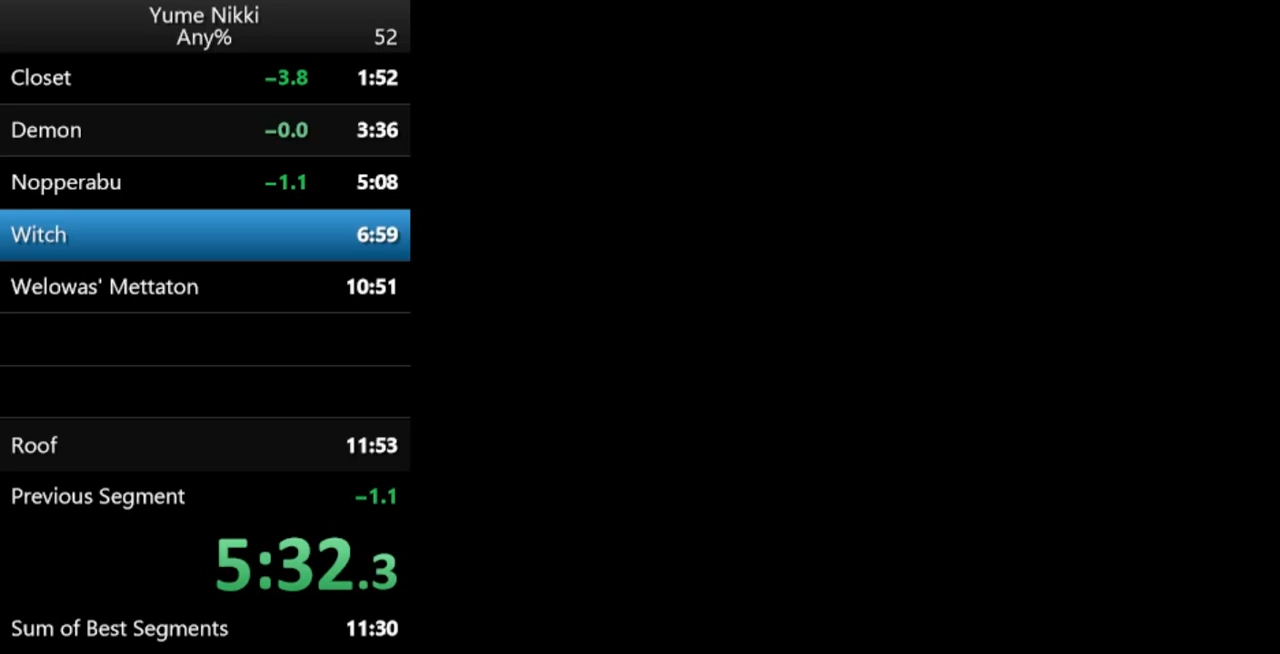 Yume Nikki
Any% 52
Closet −3.8 1:52
Demon −0.0 3:36
Nopperabu −1.1 5:08
Witch 6:59
Welowas' Mettaton 10:51
Roof 11:53
Previous Segment −1.1
5:32.3
Sum of Best Segments 11:30